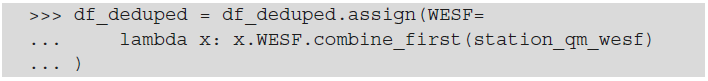 >>> df_deduped = df_deduped.assign(WESF=
...     lambda x: x.WESF.combine_first(station_qm_wesf)
... )